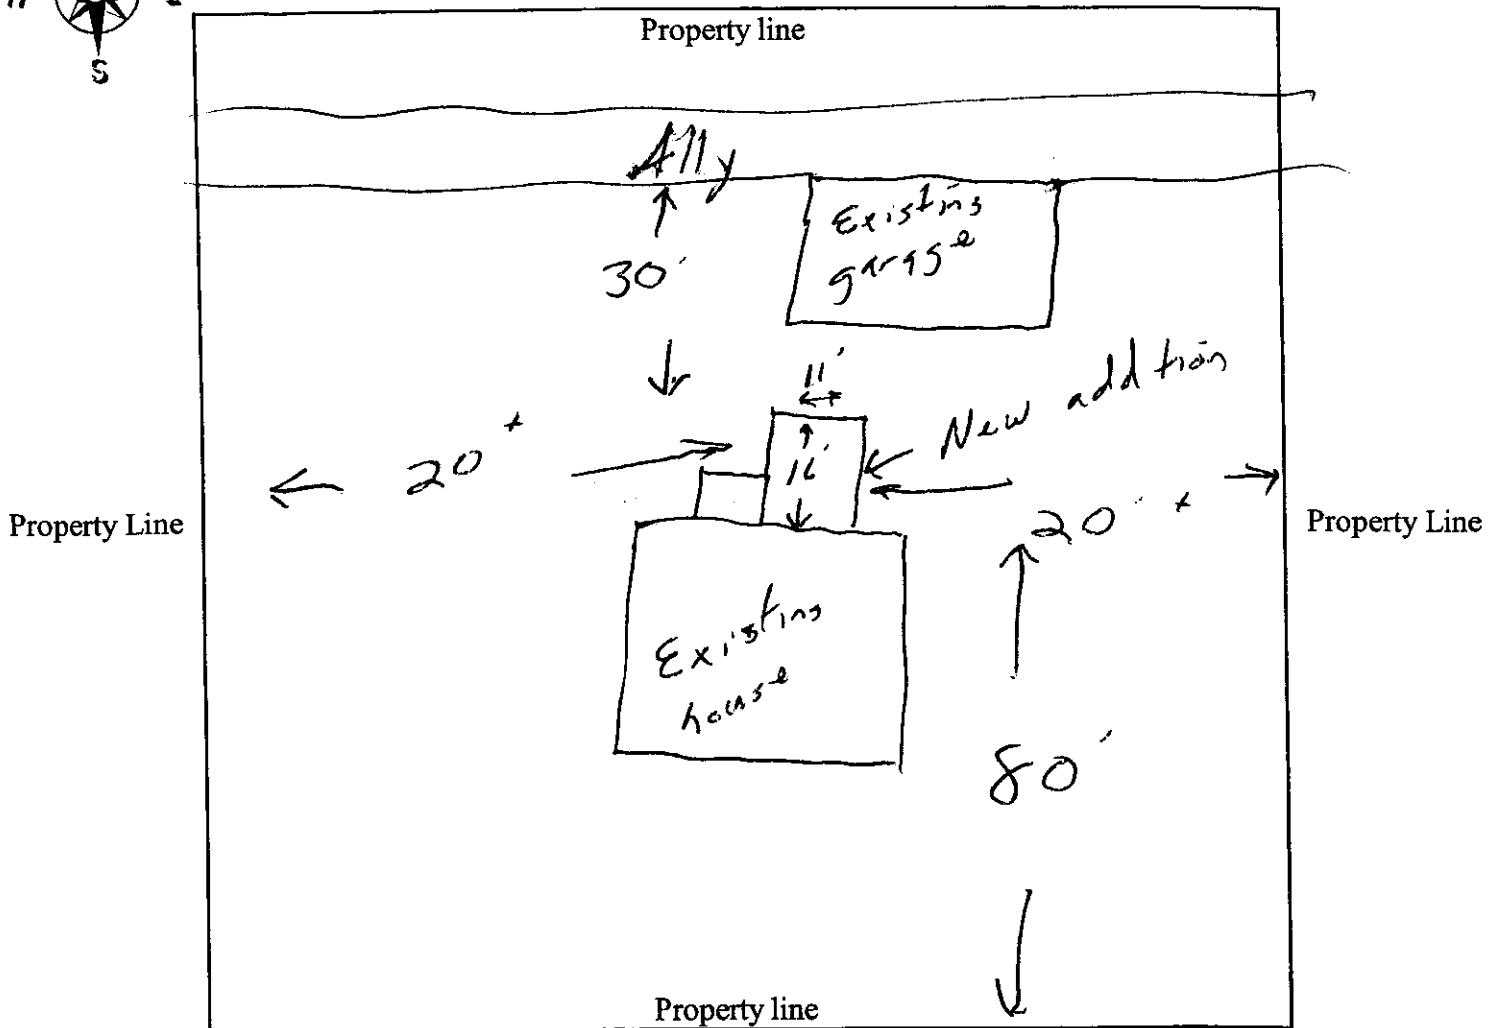 S
Property line
Ally
Existing
garage
30'
11'
New addtion
20 +
16'
20' +
Property Line
Property Line
Existing
house
80'
Property line